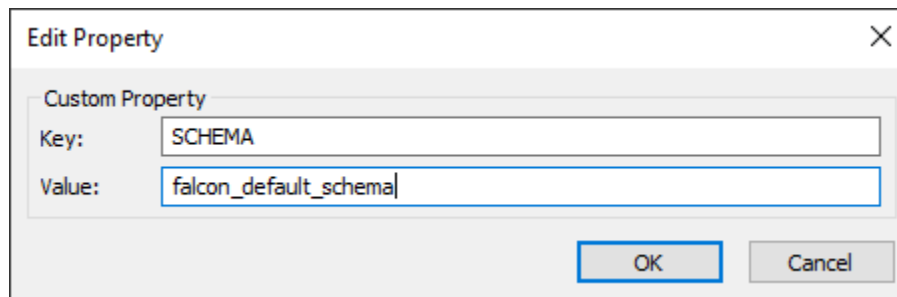 Edit Property
Custom Property
Key: SCHEMA
Value: falcon_default_schema
OK Cancel